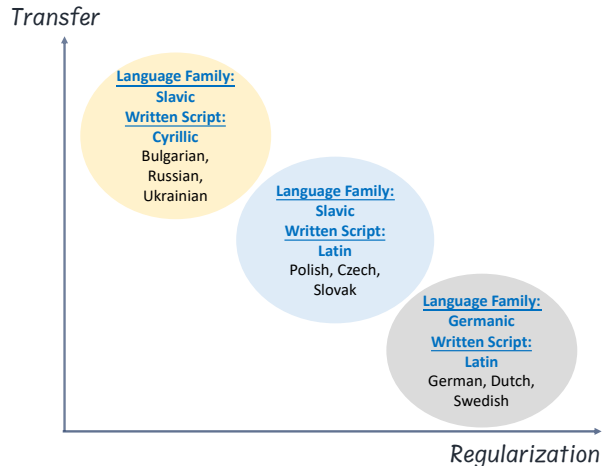 Transfer
Language Family:
Slavic
Written Script:
Cyrillic
Bulgarian,
Russian,
Ukrainian
Language Family:
Slavic
Written Script:
Latin
Polish, Czech,
Slovak
Language Family:
Germanic
Written Script:
Latin
German, Dutch,
Swedish
Regularization